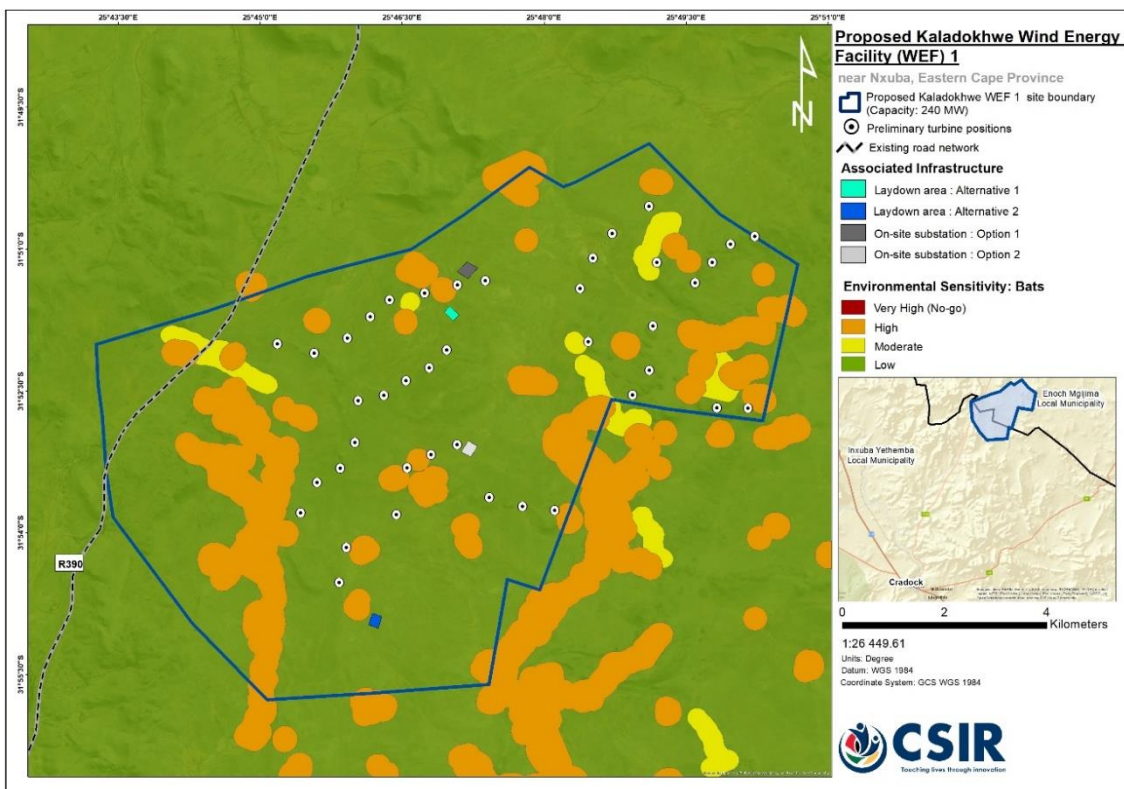 25°43'30"E 25°45'0"E 25°46'30"E 25°48'0"E 25°49'30"E 25°51'0"E
31°49'30"S
31°51'0"S
31°52'30"S
31°54'0"S
31°55'30"S
R390
N
Proposed Kaladokhwe Wind Energy
Facility (WEF) 1
near Nxuba, Eastern Cape Province
Proposed Kaladokhwe WEF 1 site boundary
(Capacity: 240 MW)
Preliminary turbine positions
Existing road network
Associated Infrastructure
Laydown area : Alternative 1
Laydown area : Alternative 2
On-site substation : Option 1
On-site substation : Option 2
Environmental Sensitivity: Bats
Very High (No-go)
High
Moderate
Low
Enoch Mgijima
Local Municipality
Inxuba Yethemba
Local Municipality
Cradock
0 2 4
Kilometers
1:26 449.61
Units: Degree
Datum: WGS 1984
Coordinate System: GCS WGS 1984
CSIR
Touching lives through innovation